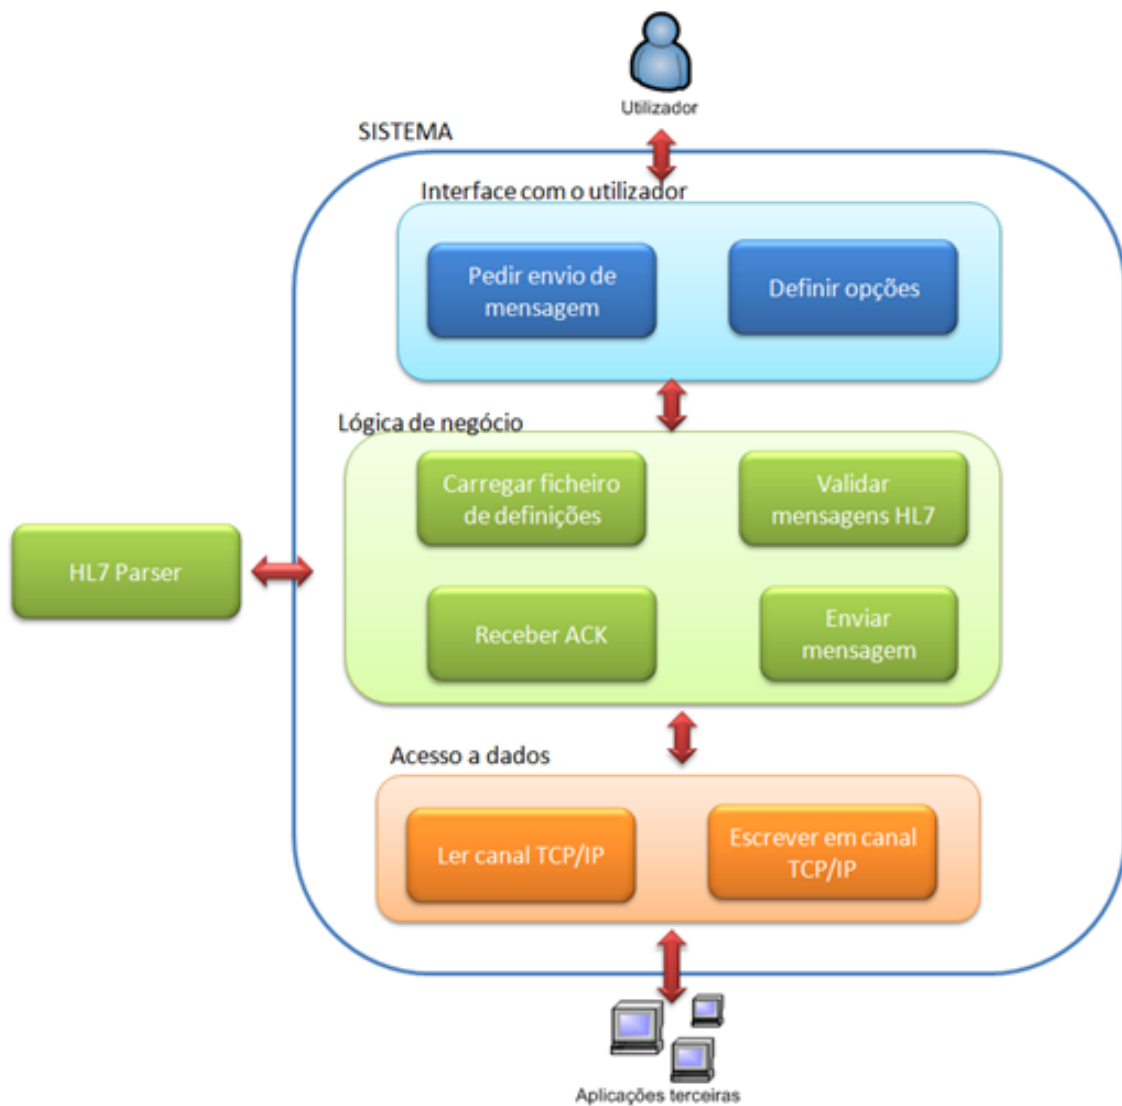 Utilizador
SISTEMA
Interface com o utilizador
Pedir envio de
mensagem
Definir opções
Lógica de negócio
Carregar ficheiro
de definições
Validar
mensagens HL7
HL7 Parser
Receber ACK
Enviar
mensagem
Acesso a dados
Ler canal TCP/IP
Escrever em canal
TCP/IP
Aplicações terceiras